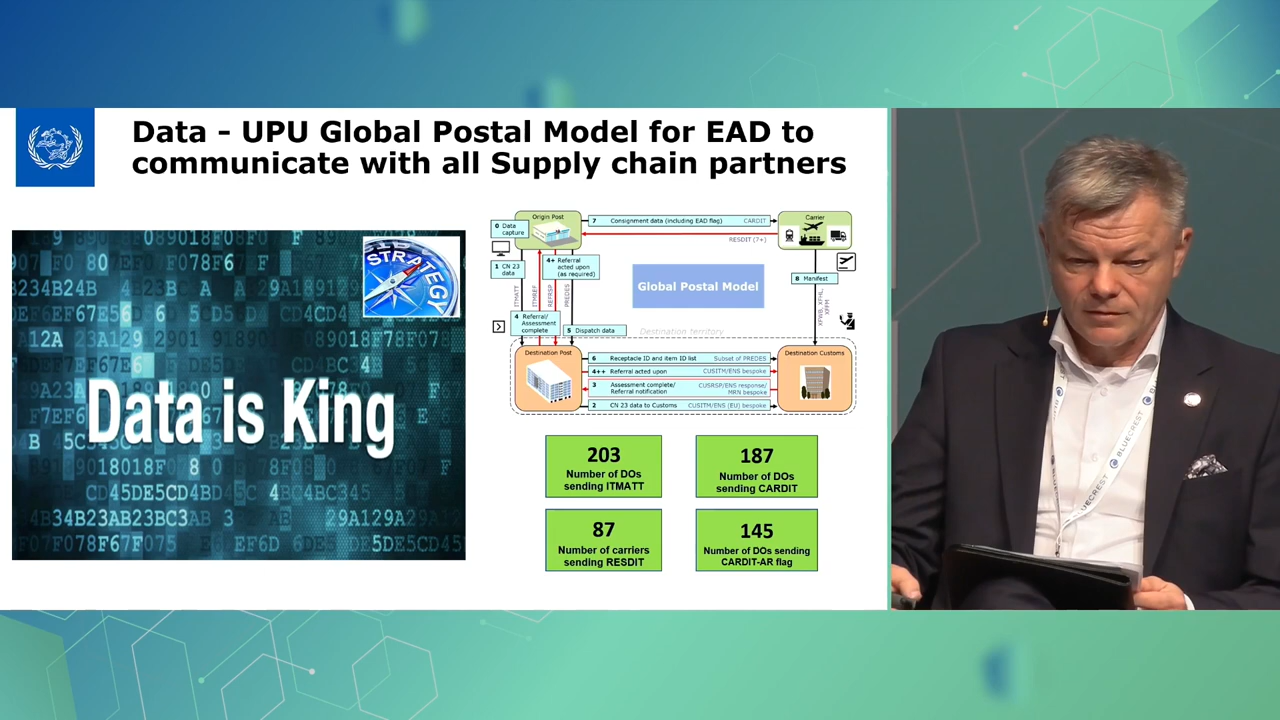 Data - UPU Global Postal Model for EAD to
communicate with all Supply chain partners
STRATEGY
Data is King
Origin Post
0 Data
capture
1 CN 23
data
7 Consignment data (including EAD flag) CARDIT
RESDIT (7+)
Carrier
4+ Referral
acted upon
(as required)
ITMATT
ITMREF
REFRSP
PREDES
Global Postal Model
8 Manifest
XFWB, XFHL,
XFFM
4 Referral/
Assessment
complete
5 Dispatch data
Destination territory
Destination Post
6 Receptacle ID and item ID list Subset of PREDES
4++ Referral acted upon CUSITM/ENS bespoke
3 Assessment complete/
Referral notification
CUSRSP/ENS response/
MRN bespoke
2 CN 23 data to Customs CUSITM/ENS (EU) bespoke
Destination Customs
203
Number of DOs
sending ITMATT
187
Number of DOs
sending CARDIT
87
Number of carriers
sending RESDIT
145
Number of DOs sending
CARDIT-AR flag
BLUECREST
BLUECREST